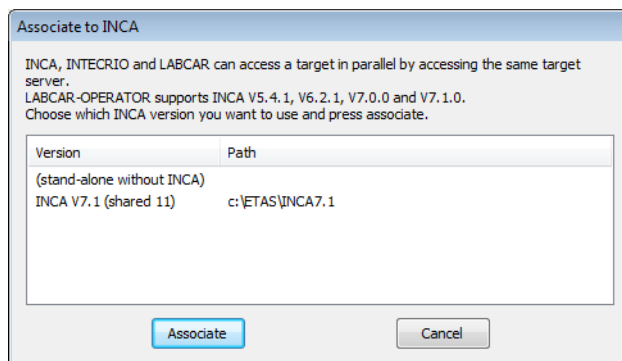 Associate to INCA
INCA, INTECRIO and LABCAR can access a target in parallel by accessing the same target
server.
LABCAR-OPERATOR supports INCA V5.4.1, V6.2.1, V7.0.0 and V7.1.0.
Choose which INCA version you want to use and press associate.
Version Path
(stand-alone without INCA)
INCA V7.1 (shared 11) c:\ETAS\INCA7.1
Associate Cancel